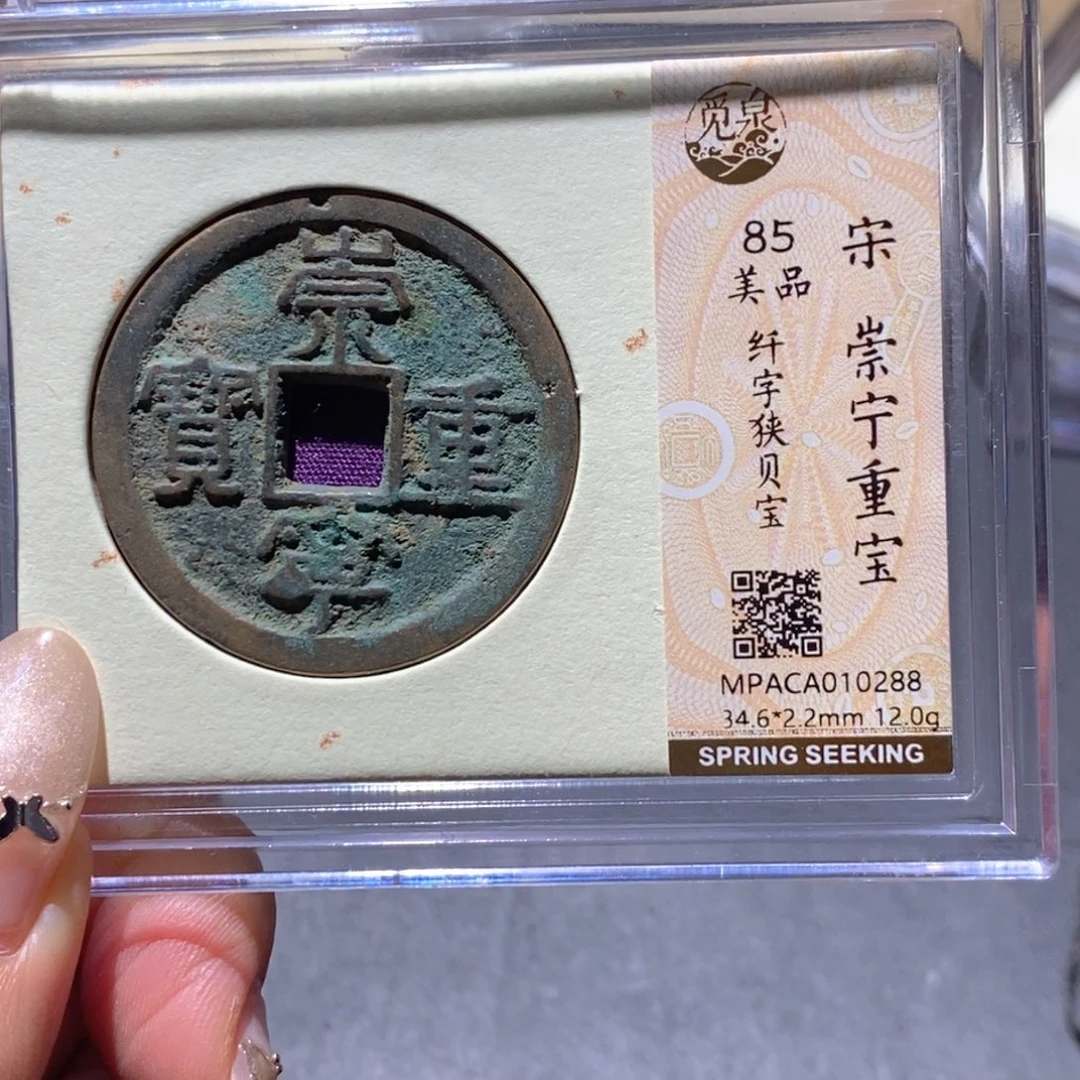 崇
重
寧
寶
觅泉
宋 崇宁重宝
85
美品
纤字狭贝宝
MPACA010288
34.6*2.2mm 12.0g
SPRING SEEKING